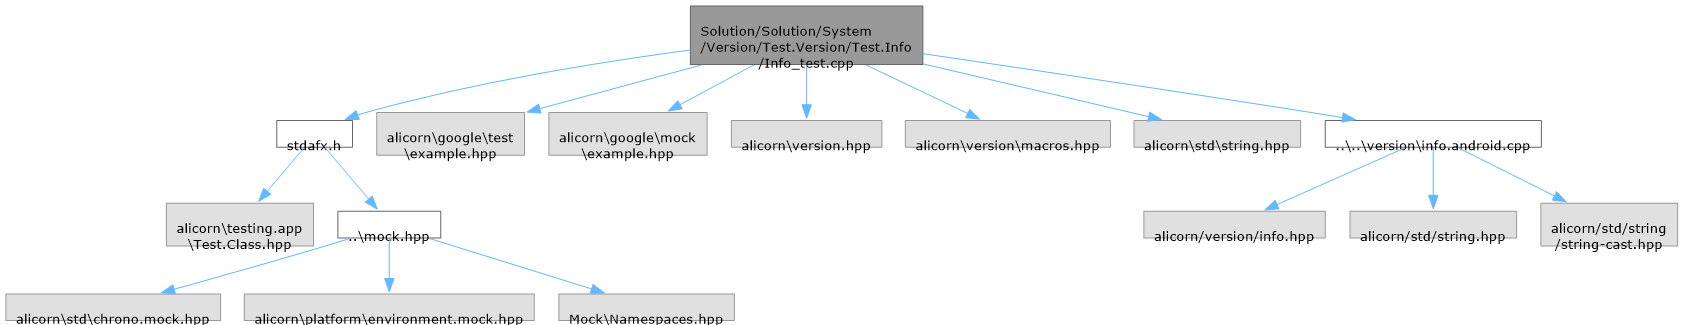 Solution/Solution/System
/Version/Test.Version/Test.Info
/Info_test.cpp
stdafx.h
alicorn\google\test
\example.hpp
alicorn\google\mock
\example.hpp
alicorn\version.hpp
alicorn\version\macros.hpp
alicorn\std\string.hpp
..\..\version\info.android.cpp
alicorn\testing.app
\Test.Class.hpp
..\mock.hpp
alicorn/version/info.hpp
alicorn/std/string.hpp
alicorn/std/string
/string-cast.hpp
alicorn\std\chrono.mock.hpp
alicorn\platform\environment.mock.hpp
Mock\Namespaces.hpp